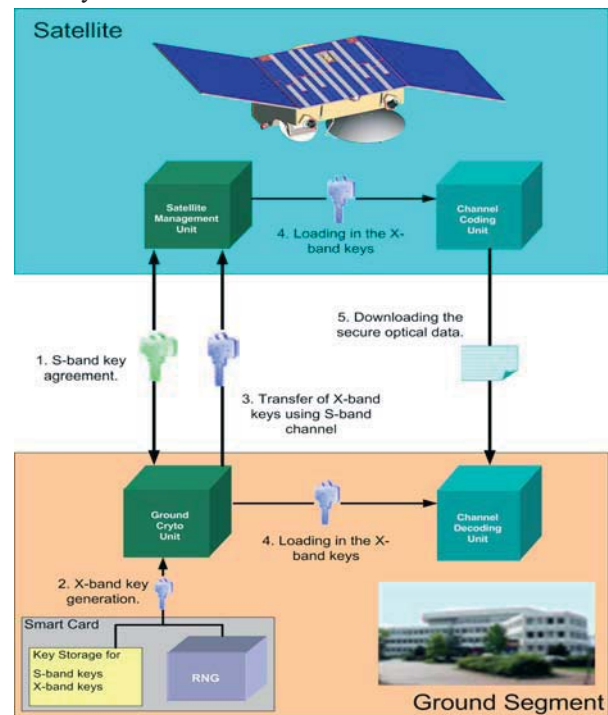 Satellite
Satellite
Management
Unit
4. Loading in the X-
band keys
Channel
Coding
Unit
1. S-band key
agreement.
3. Transfer of X-band
keys using S-band
channel
5. Downloading the
secure optical data.
Ground
Cryto
Unit
4. Loading in the X-
band keys
Channel
Decoding
Unit
2. X-band key
generation.
Smart Card
Key Storage for
S-band keys
X-band keys
RNG
Ground Segment